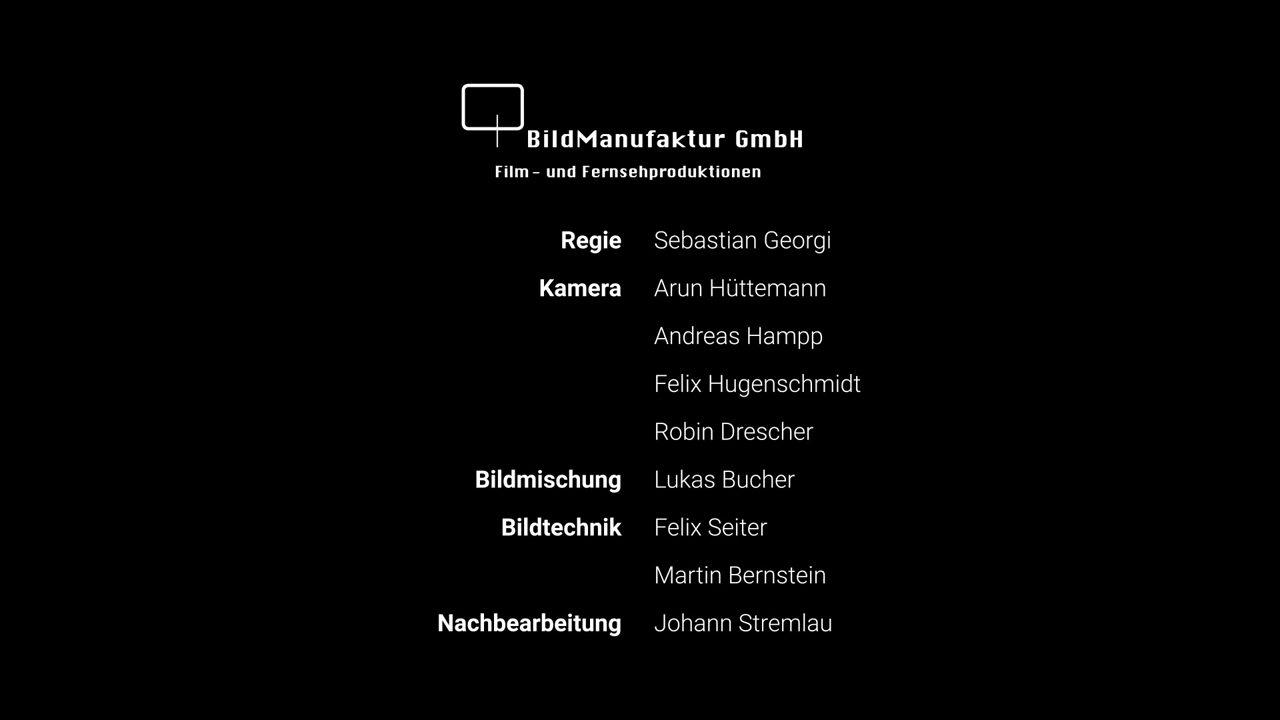 BildManufaktur GmbH
Film - und Fernsehproduktionen
Regie Sebastian Georgi
Kamera Arun Hüttemann
Andreas Hampp
Felix Hugenschmidt
Robin Drescher
Bildmischung Lukas Bucher
Bildtechnik Felix Seiter
Martin Bernstein
Nachbearbeitung Johann Stremlau